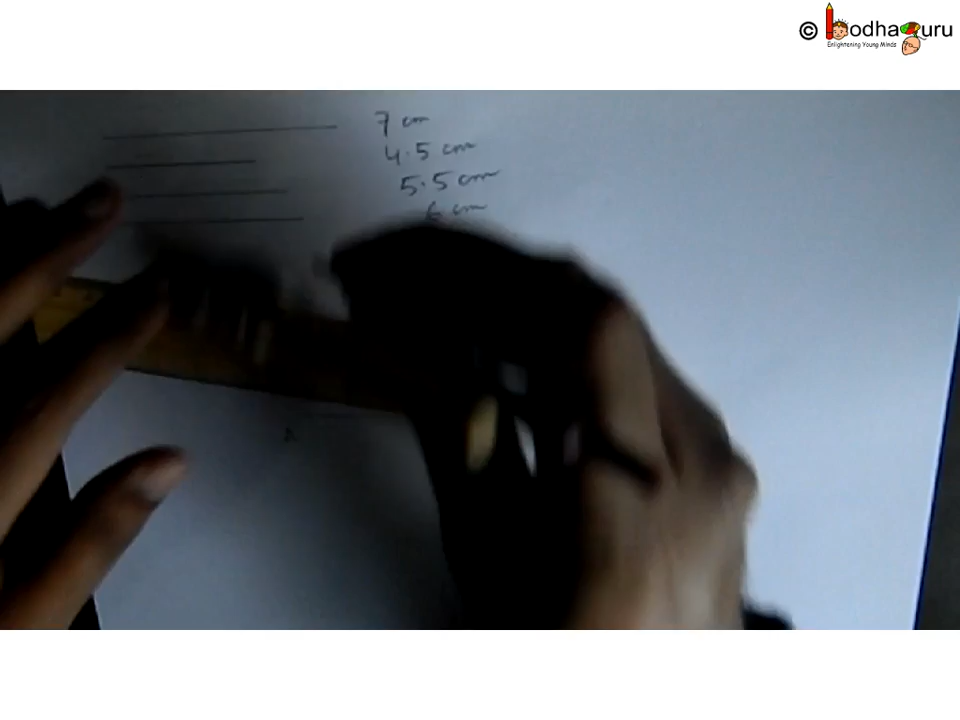 © BodhaGuru
Enlightening Young Minds
7 cm
4.5 cm
5.5 cm
6 cm
A